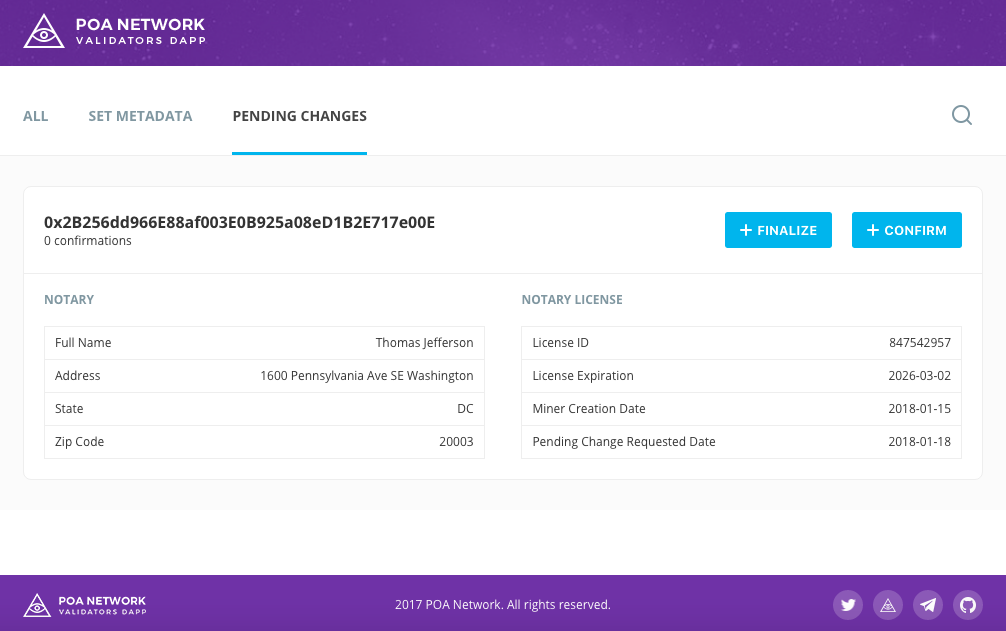 POA NETWORK
VALIDATORS DAPP
ALL SET METADATA PENDING CHANGES
0x2B256dd966E88af003E0B925a08eD1B2E717e00E
0 confirmations
FINALIZE CONFIRM
NOTARY
Full Name Thomas Jefferson
Address 1600 Pennsylvania Ave SE Washington
State DC
Zip Code 20003
NOTARY LICENSE
License ID 847542957
License Expiration 2026-03-02
Miner Creation Date 2018-01-15
Pending Change Requested Date 2018-01-18
POA NETWORK
VALIDATORS DAPP
2017 POA Network. All rights reserved.